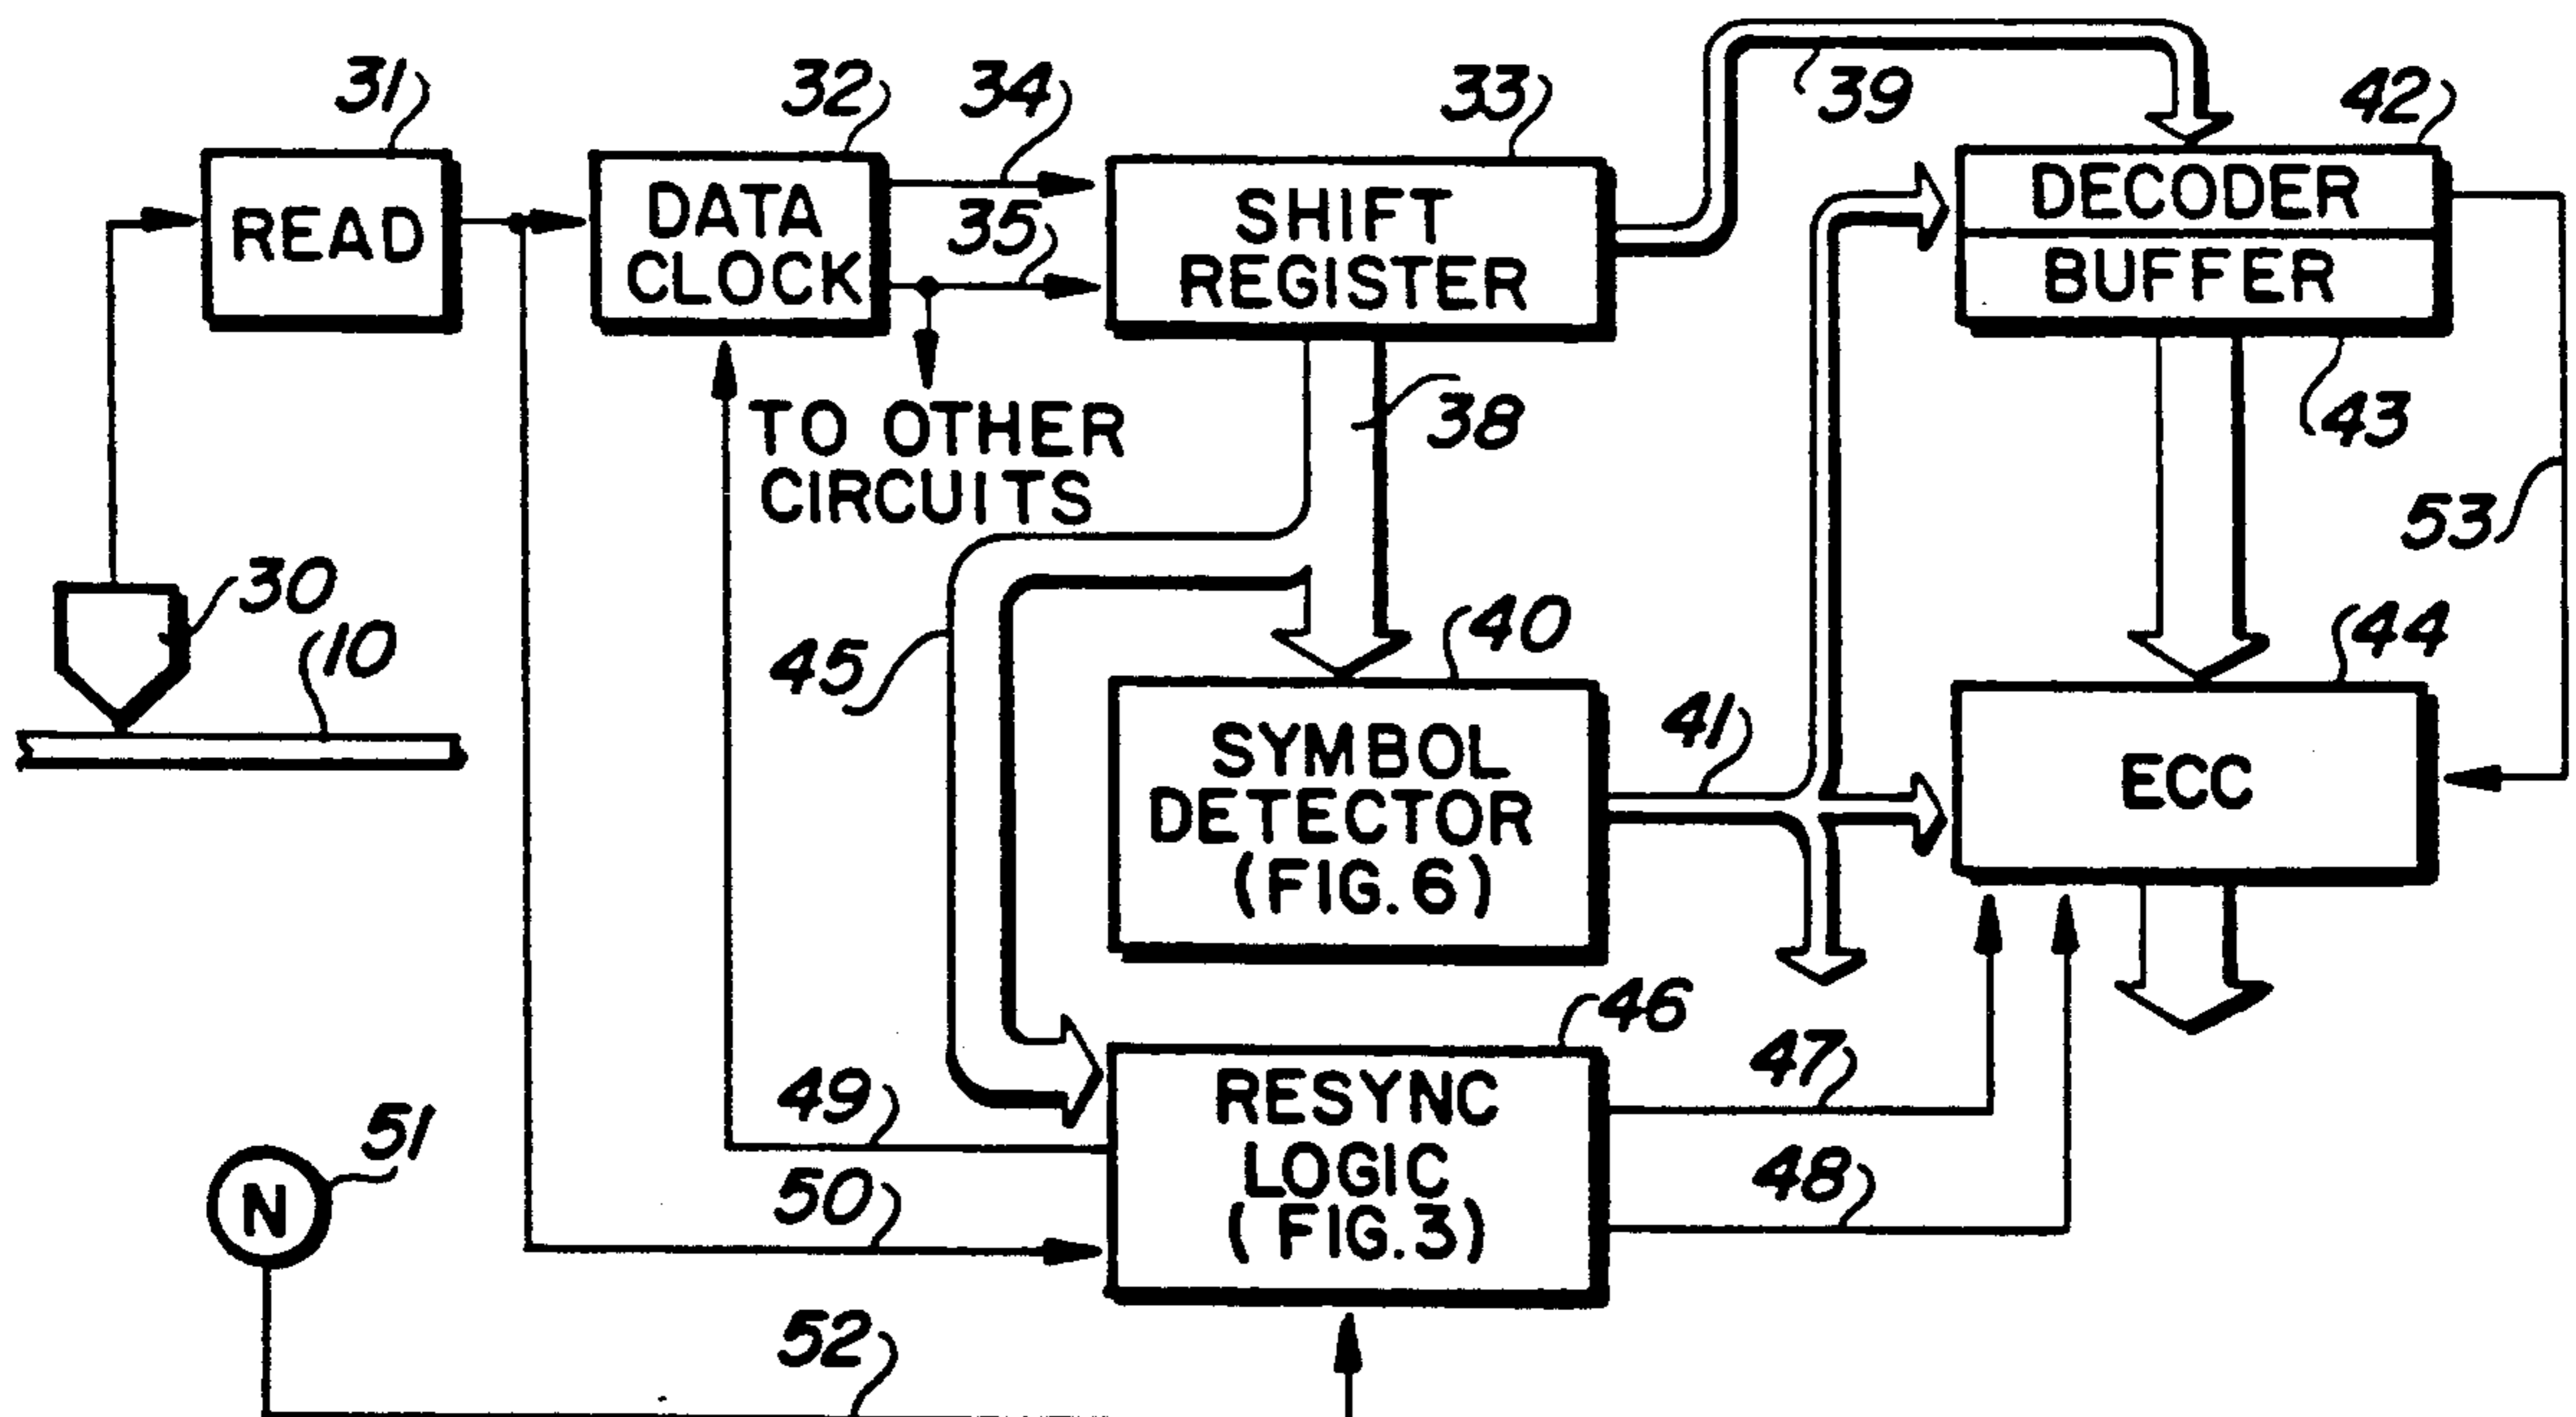 31
32
34
33
39
42
READ
DATA
CLOCK
35
SHIFT
REGISTER
DECODER
BUFFER
TO OTHER
CIRCUITS
38
43
53
30
10
45
40
41
44
SYMBOL
DETECTOR
(FIG. 6)
ECC
46
47
48
49
50
RESYNC
LOGIC
( FIG. 3)
51
N
52